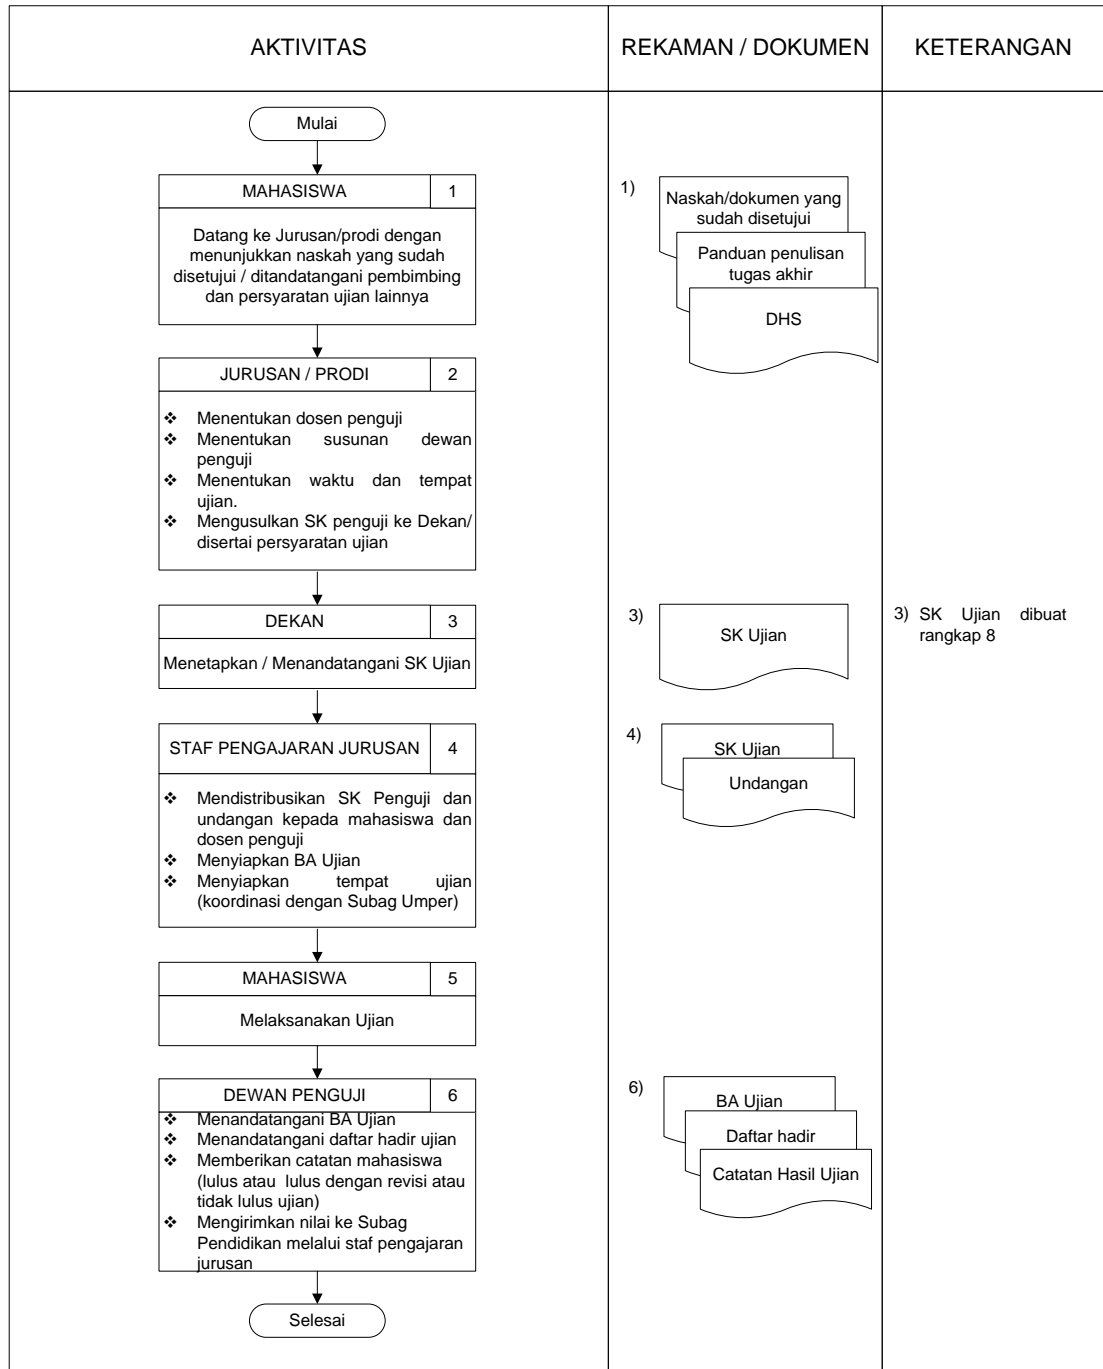 AKTIVITAS
REKAMAN / DOKUMEN
KETERANGAN
Mulai
MAHASISWA
1
Datang ke Jurusan/prodi dengan
menunjukkan naskah yang sudah
disetujui / ditandatangani pembimbing
dan persyaratan ujian lainnya
1)
Naskah/dokumen yang
sudah disetujui
Panduan penulisan
tugas akhir
DHS
JURUSAN / PRODI
2
❖ Menentukan dosen penguji
❖ Menentukan susunan dewan
penguji
❖ Menentukan waktu dan tempat
ujian.
❖ Mengusulkan SK penguji ke Dekan/
disertai persyaratan ujian
DEKAN
3
Menetapkan / Menandatangani SK Ujian
3)
SK Ujian
3) SK Ujian dibuat
rangkap 8
STAF PENGAJARAN JURUSAN
4
❖ Mendistribusikan SK Penguji dan
undangan kepada mahasiswa dan
dosen penguji
❖ Menyiapkan BA Ujian
❖ Menyiapkan tempat ujian
(koordinasi dengan Subag Umper)
4)
SK Ujian
Undangan
MAHASISWA
5
Melaksanakan Ujian
DEWAN PENGUJI
6
❖ Menandatangani BA Ujian
❖ Menandatangani daftar hadir ujian
❖ Memberikan catatan mahasiswa
(lulus atau lulus dengan revisi atau
tidak lulus ujian)
❖ Mengirimkan nilai ke Subag
Pendidikan melalui staf pengajaran
jurusan
6)
BA Ujian
Daftar hadir
Catatan Hasil Ujian
Selesai